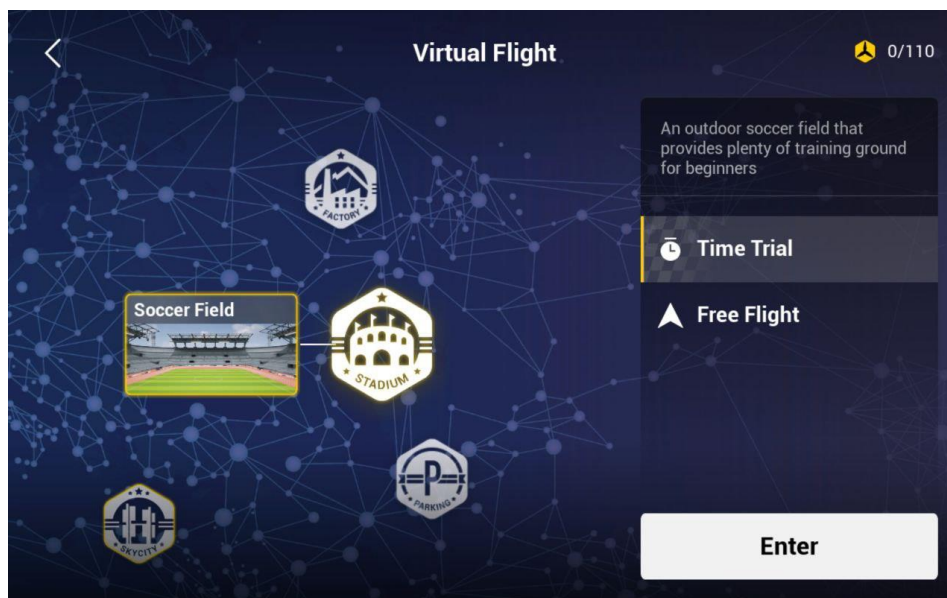 Virtual Flight
0/110
An outdoor soccer field that
provides plenty of training ground
for beginners
FACTORY
Time Trial
Soccer Field
Free Flight
STADIUM
P
PARKING
SKYCITY
Enter